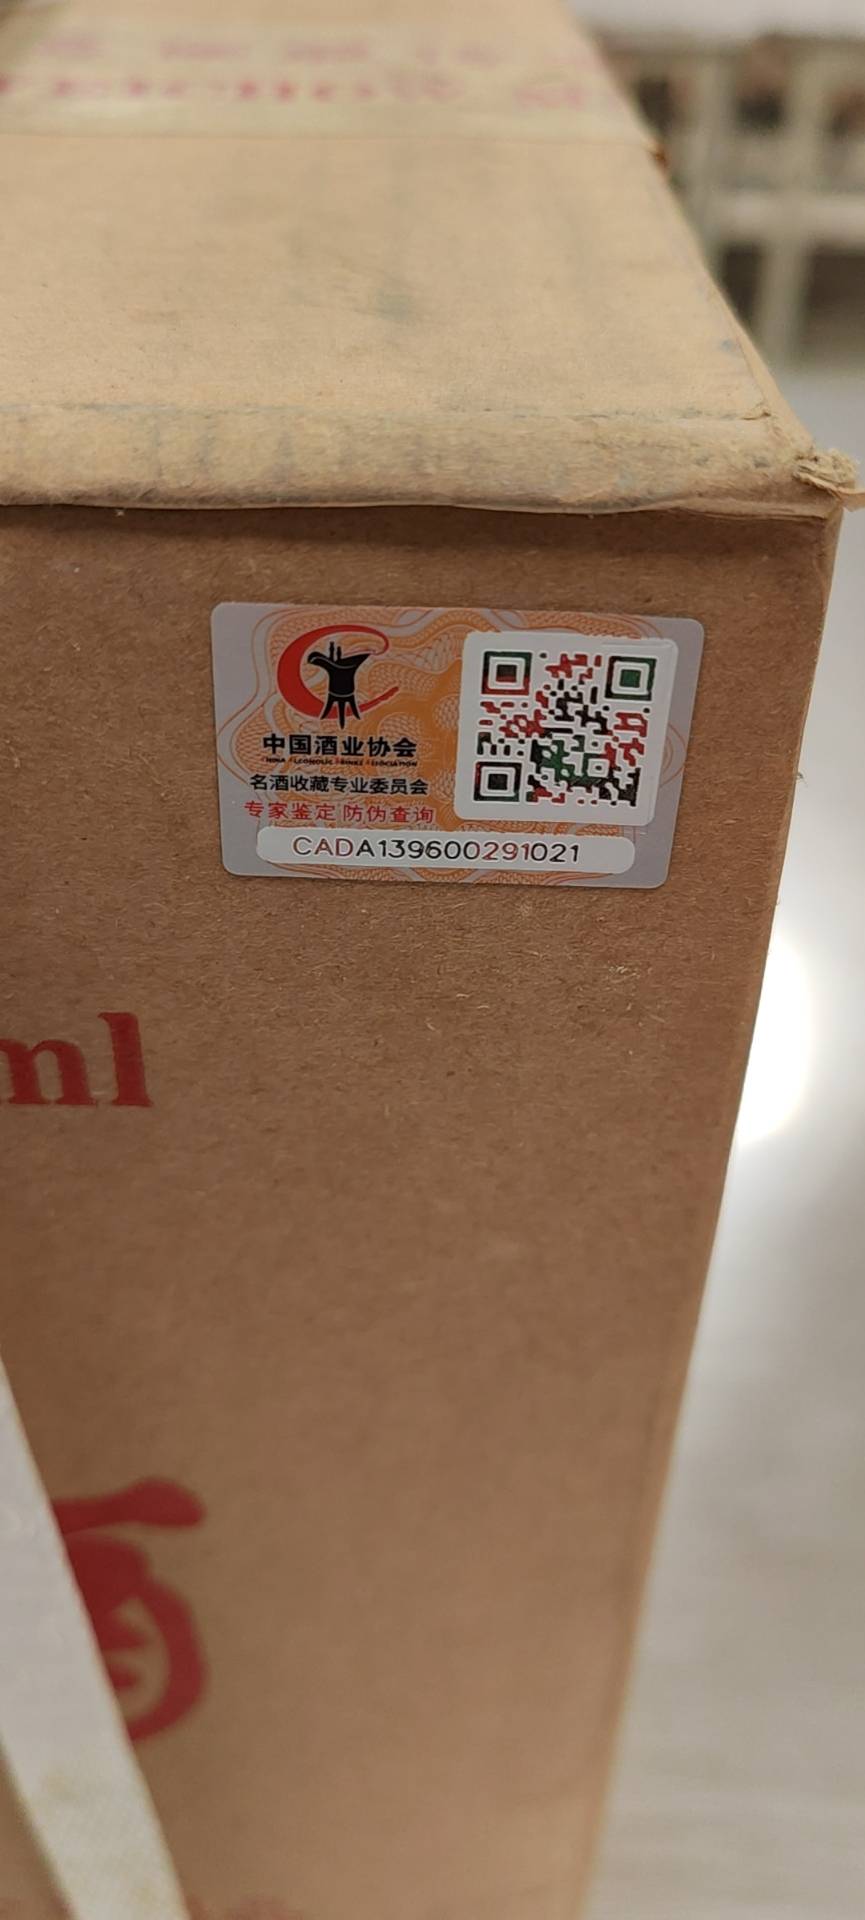 中国酒业协会
名酒收藏专业委员会
专家鉴定 防伪查询
CADA139600291021
ml